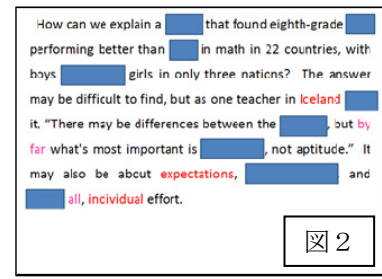 How can we explain a that found eighth-grade
performing better than in math in 22 countries, with
boys girls in only three nations? The answer
may be difficult to find, but as one teacher in Iceland
it. "There may be differences between the , but by
far what's most important is , not aptitude." It
may also be about expectations, and
all, incividual effort.
図2